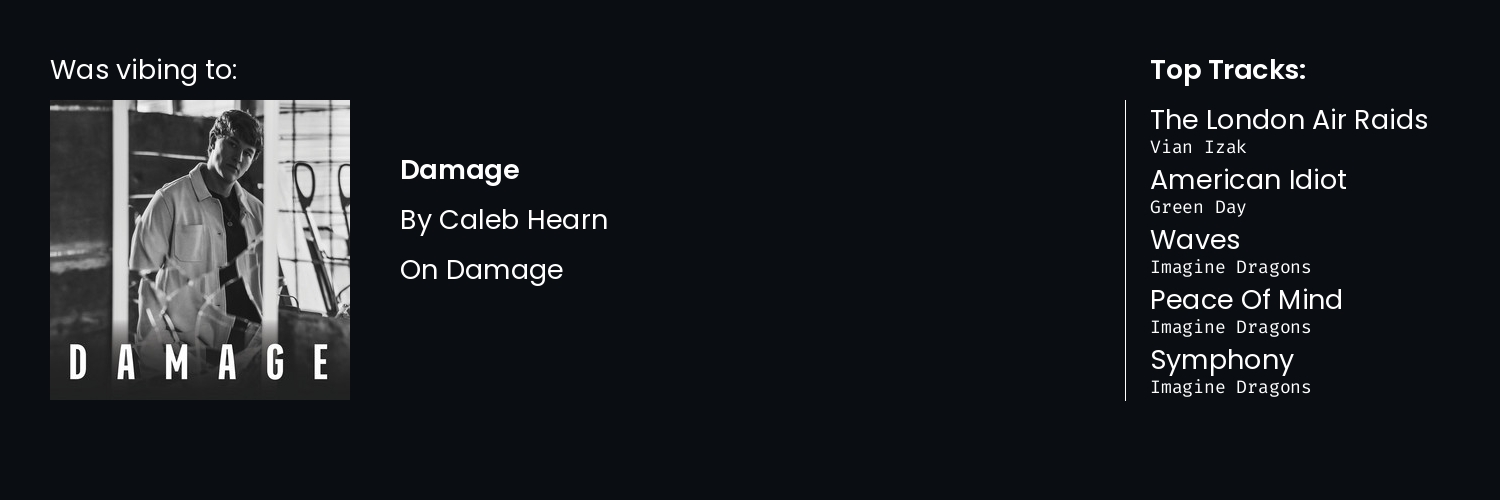 Was vibing to:
DAMAGE
Damage
By Caleb Hearn
On Damage
Top Tracks:
The London Air Raids
Vian Izak
American Idiot
Green Day
Waves
Imagine Dragons
Peace Of Mind
Imagine Dragons
Symphony
Imagine Dragons